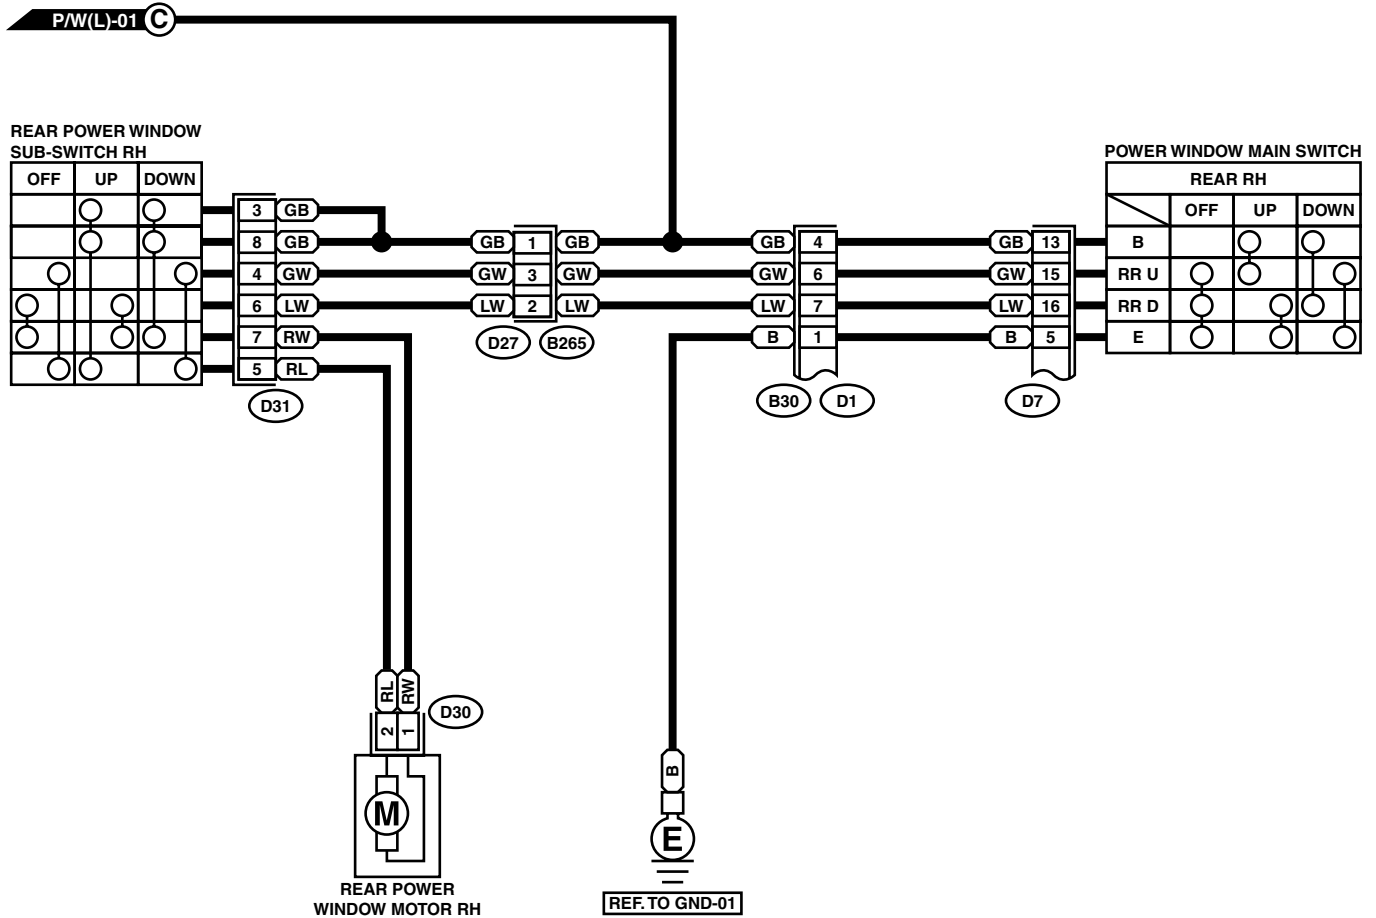 P/W(L)-01 C
REAR POWER WINDOW
SUB-SWITCH RH
OFF UP DOWN
3 GB
8 GB
4 GW
6 LW
7 RW
5 RL
D31
GB 1 GB
GW 3 GW
LW 2 LW
D27 B265
GB 4
GW 6
LW 7
B 1
B30 D1
GB 13
GW 15
LW 16
B 5
D7
POWER WINDOW MAIN SWITCH
REAR RH
OFF UP DOWN
B
RR U
RR D
E
RL RW
2 1
D30
M
REAR POWER
WINDOW MOTOR RH
B
E
REF. TO GND-01